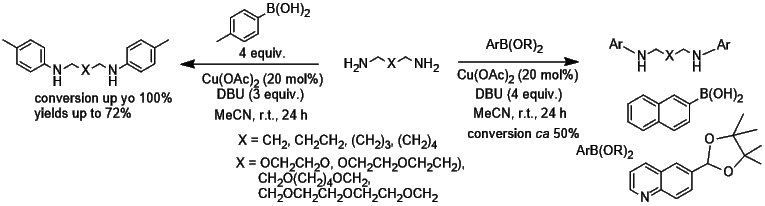 B(OH)₂
4 equiv.
Cu(OAc)₂ (20 mol%)
DBU (3 equiv.)
MeCN, r.t., 24 h
N
H
X
H
N
conversion up yo 100%
yields up to 72%
H₂N X NH₂
X = CH₂, CH₂CH₂, (CH₂)₃, (CH₂)₄
X = OCH₂CH₂O, OCH₂CH₂OCH₂CH₂),
CH₂O(CH₂)₄OCH₂,
CH₂OCH₂CH₂OCH₂CH₂OCH₂
ArB(OR)₂
Cu(OAc)₂ (20 mol%)
DBU (4 equiv.)
MeCN, r.t., 24 h
conversion ca 50%
Ar N X N Ar
H H
B(OH)₂
ArB(OR)₂
O
O
N